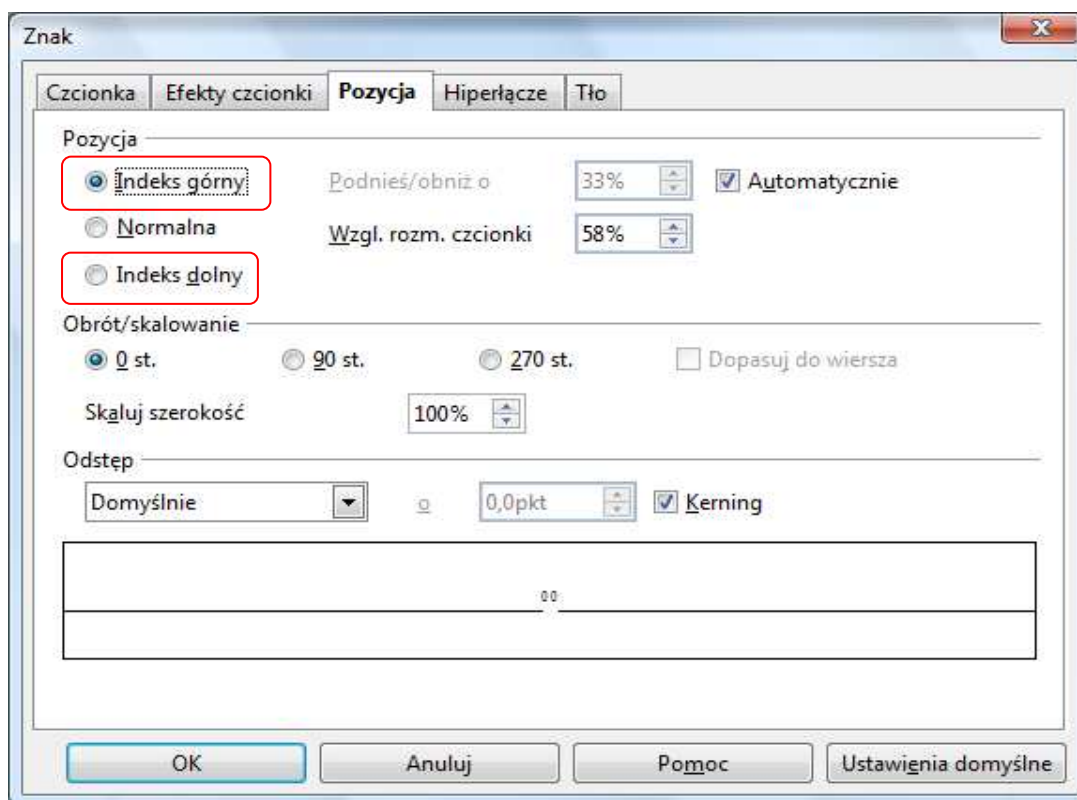 Znak
Czcionka Efekty czcionki Pozycja Hiperłącze Tło
Pozycja
Indeks górny Podnieś/obniż o 33% Automatycznie
Normalna Wzgl. rozm. czcionki 58%
Indeks dolny
Obrót/skalowanie
0 st. 90 st. 270 st. Dopasuj do wiersza
Skaluj szerokość 100%
Odstęp
Domyślnie o 0,0pkt Kerning
00
OK Anuluj Pomoc Ustawienia domyślne